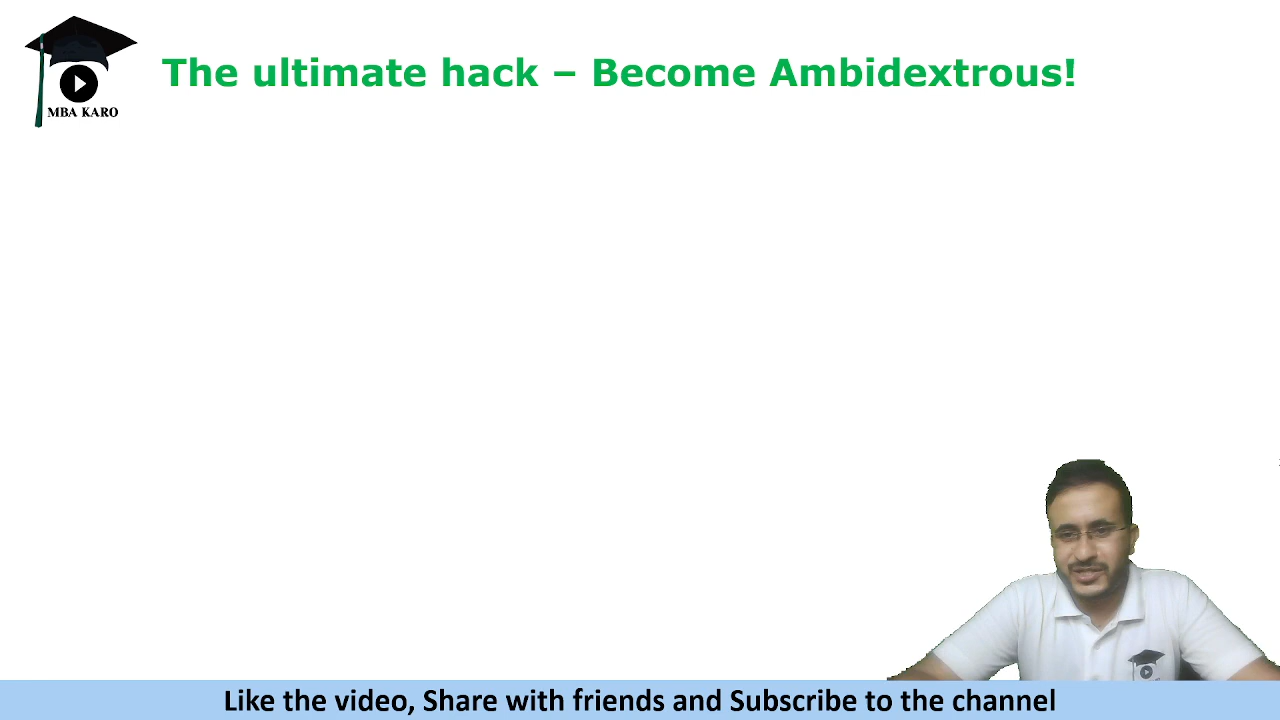 The ultimate hack – Become Ambidextrous!
MBA KARO
Like the video, Share with friends and Subscribe to the channel